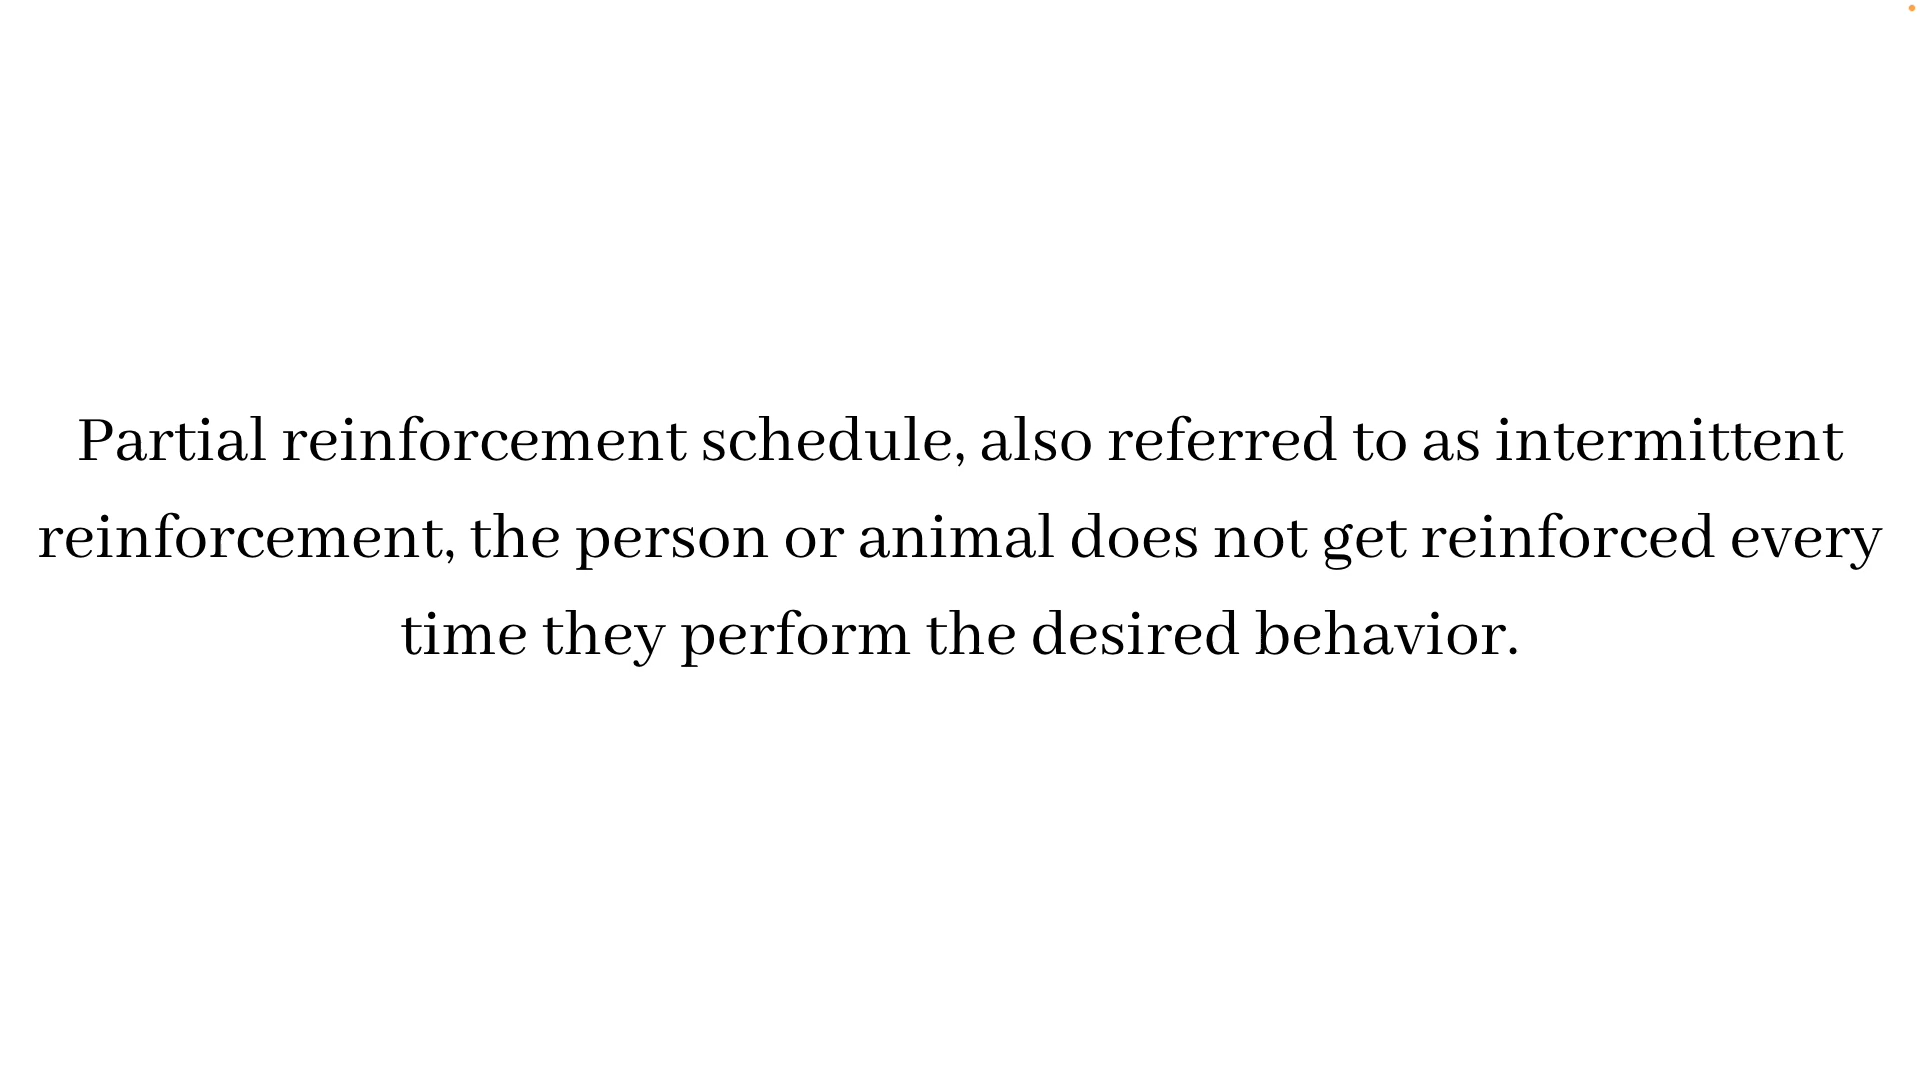 Partial reinforcement schedule, also referred to as intermittent
reinforcement, the person or animal does not get reinforced every
time they perform the desired behavior.